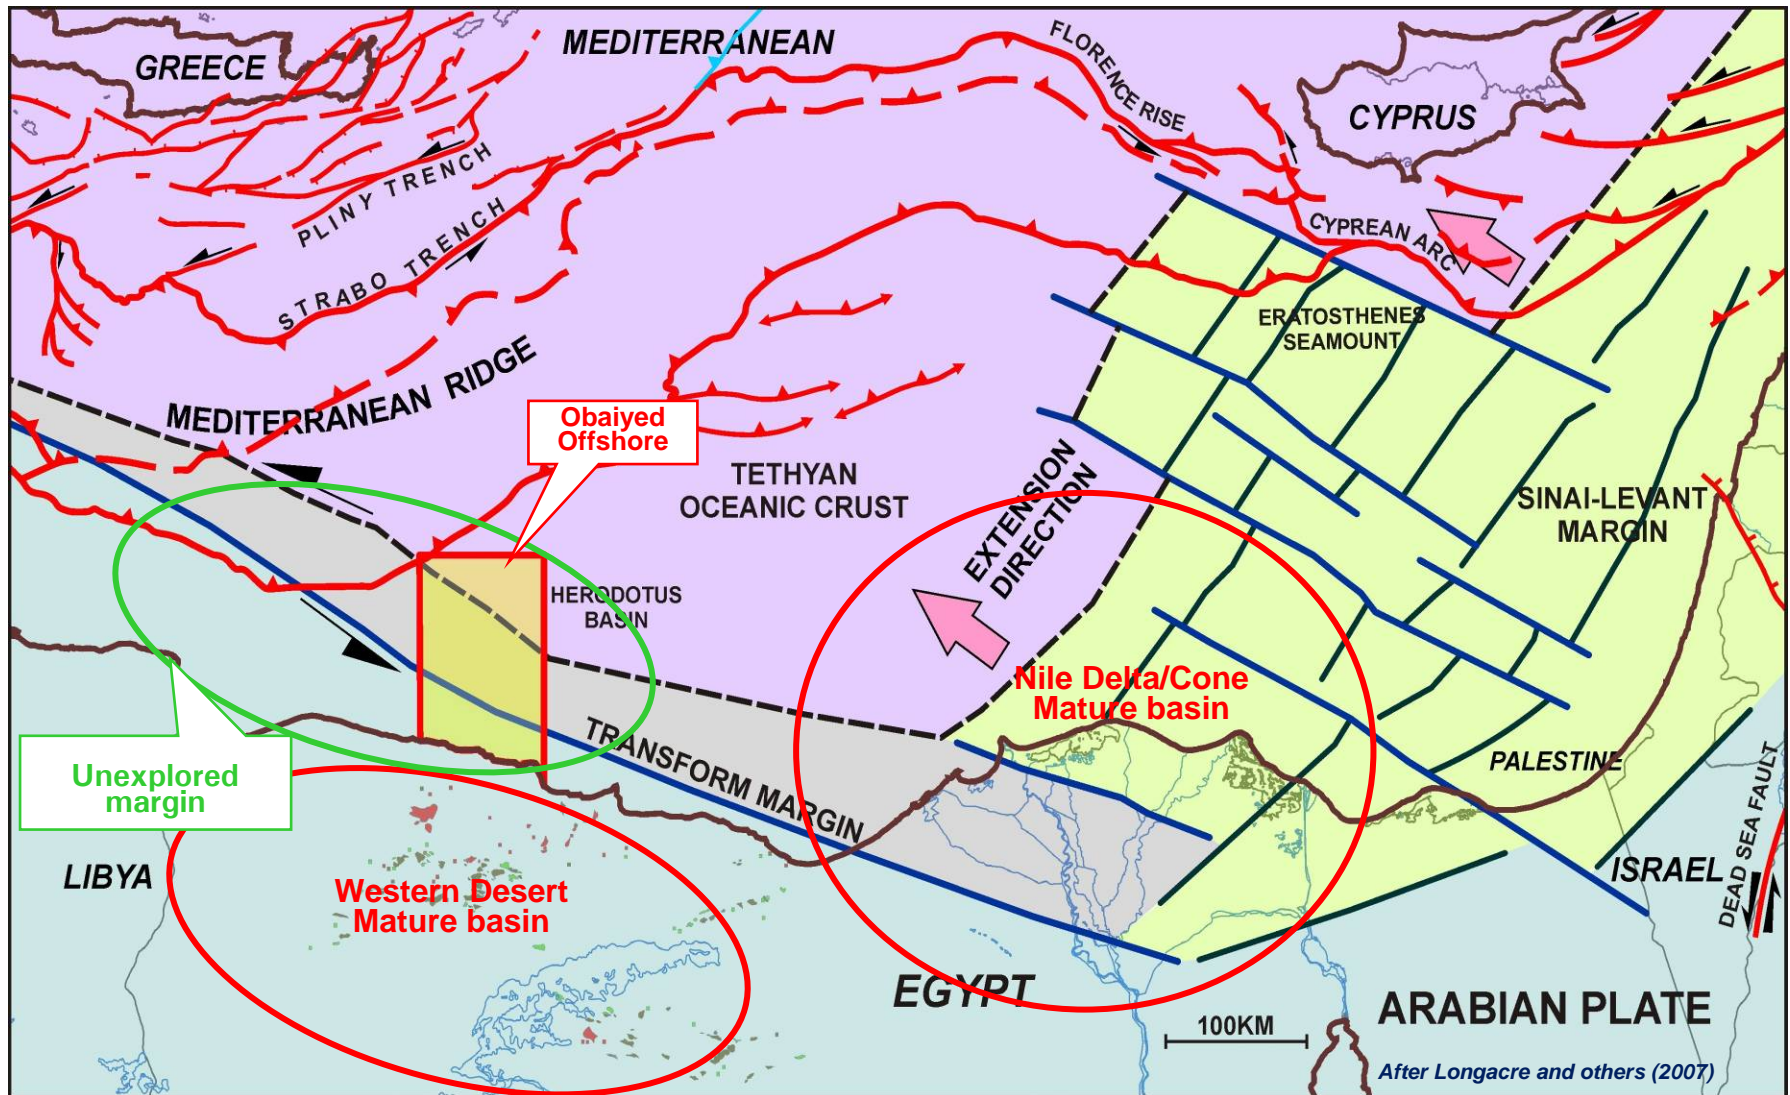 GREECE
MEDITERRANEAN
FLORENCE RISE
CYPRUS
PLINY TRENCH
STRABO TRENCH
CYPREAN ARC
ERATOSTHENES
SEAMOUNT
MEDITERRANEAN RIDGE
Obaiyed
Offshore
TETHYAN
OCEANIC CRUST
EXTENSION
DIRECTION
SINAI-LEVANT
MARGIN
HERODOTUS
BASIN
Nile Delta/Cone
Mature basin
TRANSFORM MARGIN
Unexplored
margin
PALESTINE
LIBYA
Western Desert
Mature basin
ISRAEL
DEAD SEA FAULT
EGYPT
ARABIAN PLATE
100KM
After Longacre and others (2007)